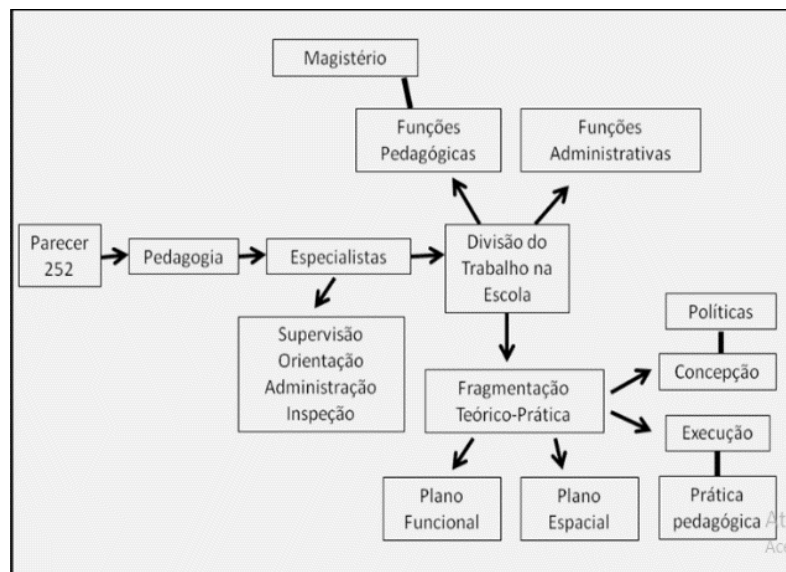 Magistério
Funções
Pedagógicas
Funções
Administrativas
Parecer
252
Pedagogia
Especialistas
Divisão do
Trabalho na
Escola
Supervisão
Orientação
Administração
Inspeção
Políticas
Concepção
Fragmentação
Teórico-Prática
Execução
Plano
Funcional
Plano
Espacial
Prática
pedagógica